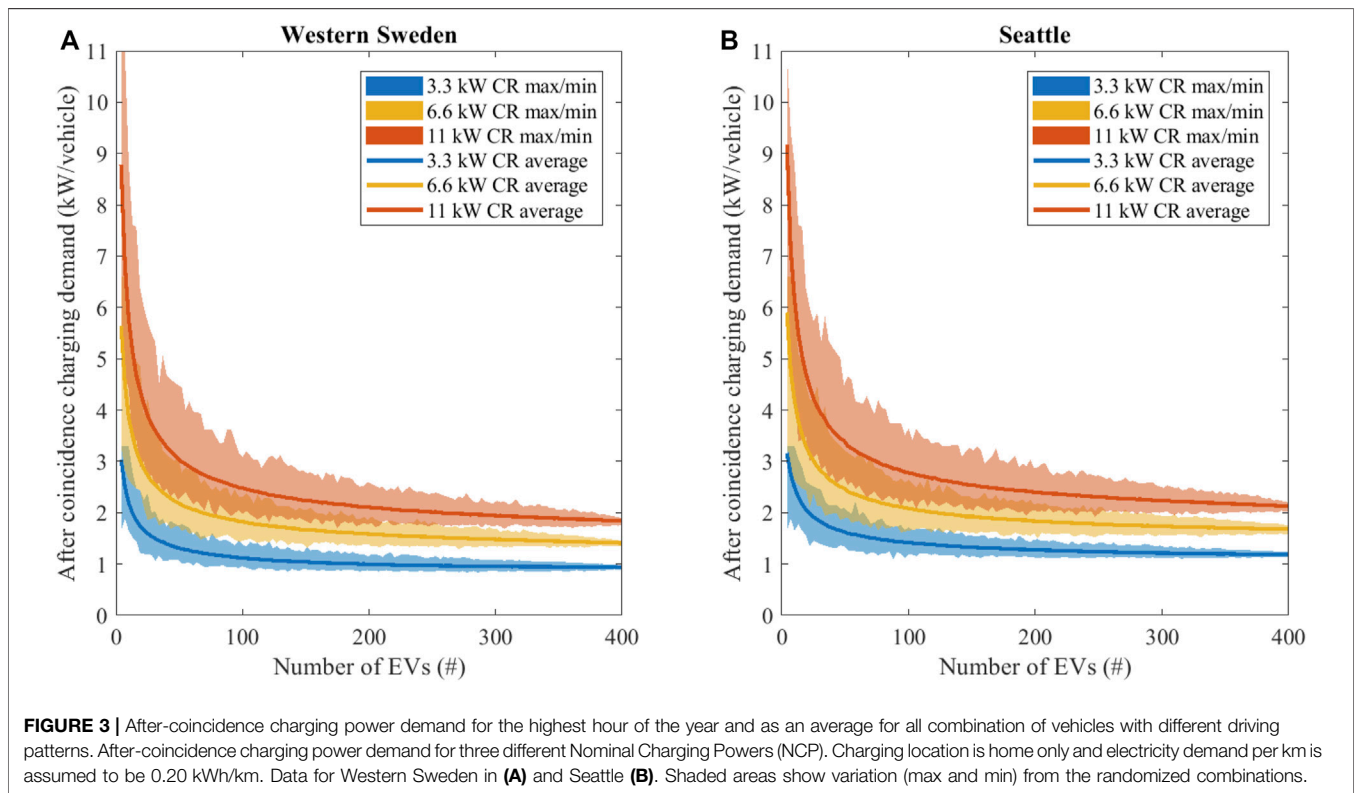 A
Western Sweden
11
10
9
8
7
6
5
4
3
2
1
0
After coincidence charging demand (kW/vehicle)
3.3 kW CR max/min
6.6 kW CR max/min
11 kW CR max/min
3.3 kW CR average
6.6 kW CR average
11 kW CR average
0 100 200 300 400
Number of EVs (#)
B
Seattle
11
10
9
8
7
6
5
4
3
2
1
0
After coincidence charging demand (kW/vehicle)
3.3 kW CR max/min
6.6 kW CR max/min
11 kW CR max/min
3.3 kW CR average
6.6 kW CR average
11 kW CR average
0 100 200 300 400
Number of EVs (#)
FIGURE 3 | After-coincidence charging power demand for the highest hour of the year and as an average for all combination of vehicles with different driving
patterns. After-coincidence charging power demand for three different Nominal Charging Powers (NCP). Charging location is home only and electricity demand per km is
assumed to be 0.20 kWh/km. Data for Western Sweden in (A) and Seattle (B). Shaded areas show variation (max and min) from the randomized combinations.